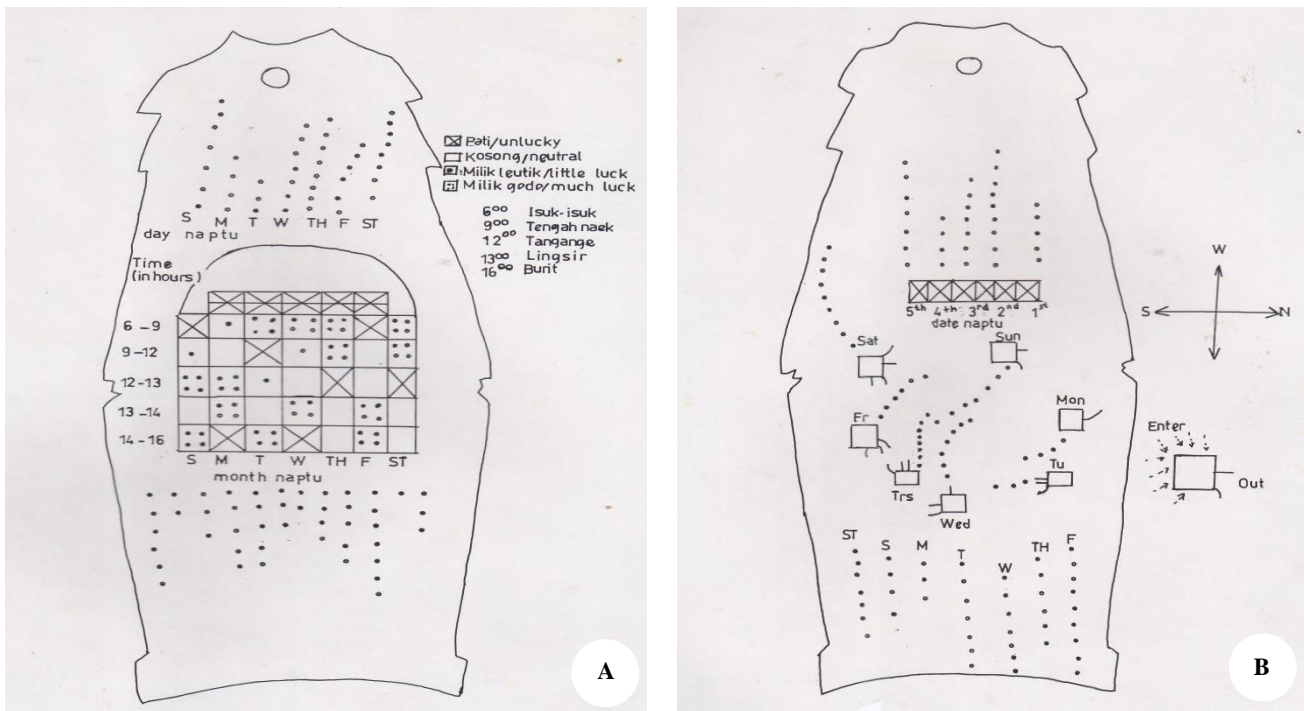 Pati/unlucky
Kosong/neutral
Milik leutik/little luck
Milik gede/much luck
6⁰⁰ Isuk-isuk
9⁰⁰ Tengah naek
12⁰⁰ Tangange
13⁰⁰ Lingsir
16⁰⁰ Burit
S M T W TH F ST
day naptu
Time
(in hours)
6 – 9
9 – 12
12 – 13
13 – 14
14 – 16
S M T W TH F ST
month naptu
A
5th 4th 3rd 2nd 1st
date naptu
W
S N
Sat
Sun
Fr
Mon
Trs
Wed
Tu
Enter
Out
ST S M T W TH F
B